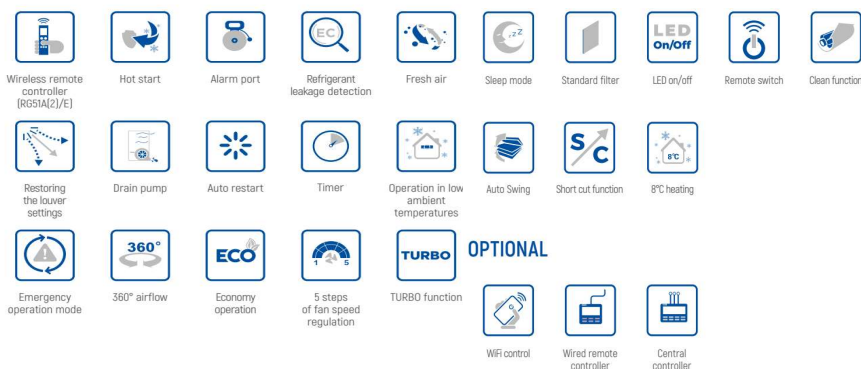 EC
z Z Z
LED
On/Off
Wireless remote
controller
(RG51A(2)/E)
Hot start
Alarm port
Refrigerant
leakage detection
Fresh air
Sleep mode
Standard filter
LED on/off
Remote switch
Clean function
S/C
8°C
Restoring
the louver
settings
Drain pump
Auto restart
Timer
Operation in low
ambient
temperatures
Auto Swing
Short cut function
8°C heating
360°
ECO
1 5
TURBO
OPTIONAL
Emergency
operation mode
360° airflow
Economy
operation
5 steps
of fan speed
regulation
TURBO function
WiFi control
Wired remote
controller
Central
controller